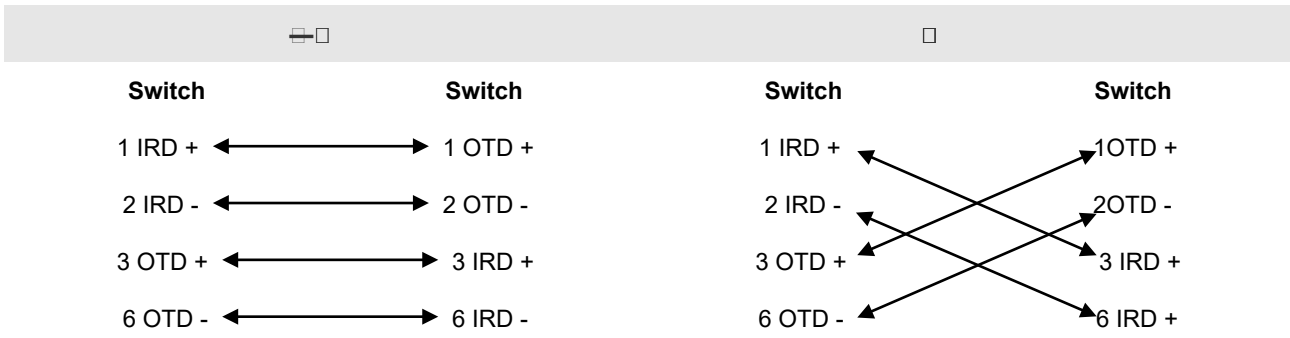 Switch Switch Switch Switch
1 IRD + 1 OTD + 1 IRD + 1OTD +
2 IRD - 2 OTD - 2 IRD - 2OTD -
3 OTD + 3 IRD + 3 OTD + 3 IRD +
6 OTD - 6 IRD - 6 OTD - 6 IRD +